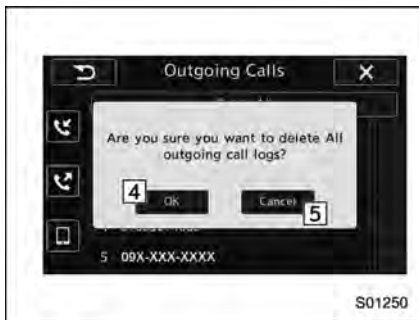 Outgoing Calls
Are you sure you want to delete All
outgoing call logs?
4
Ok
Cancel
5
5 09X-XXX-XXXX
S01250